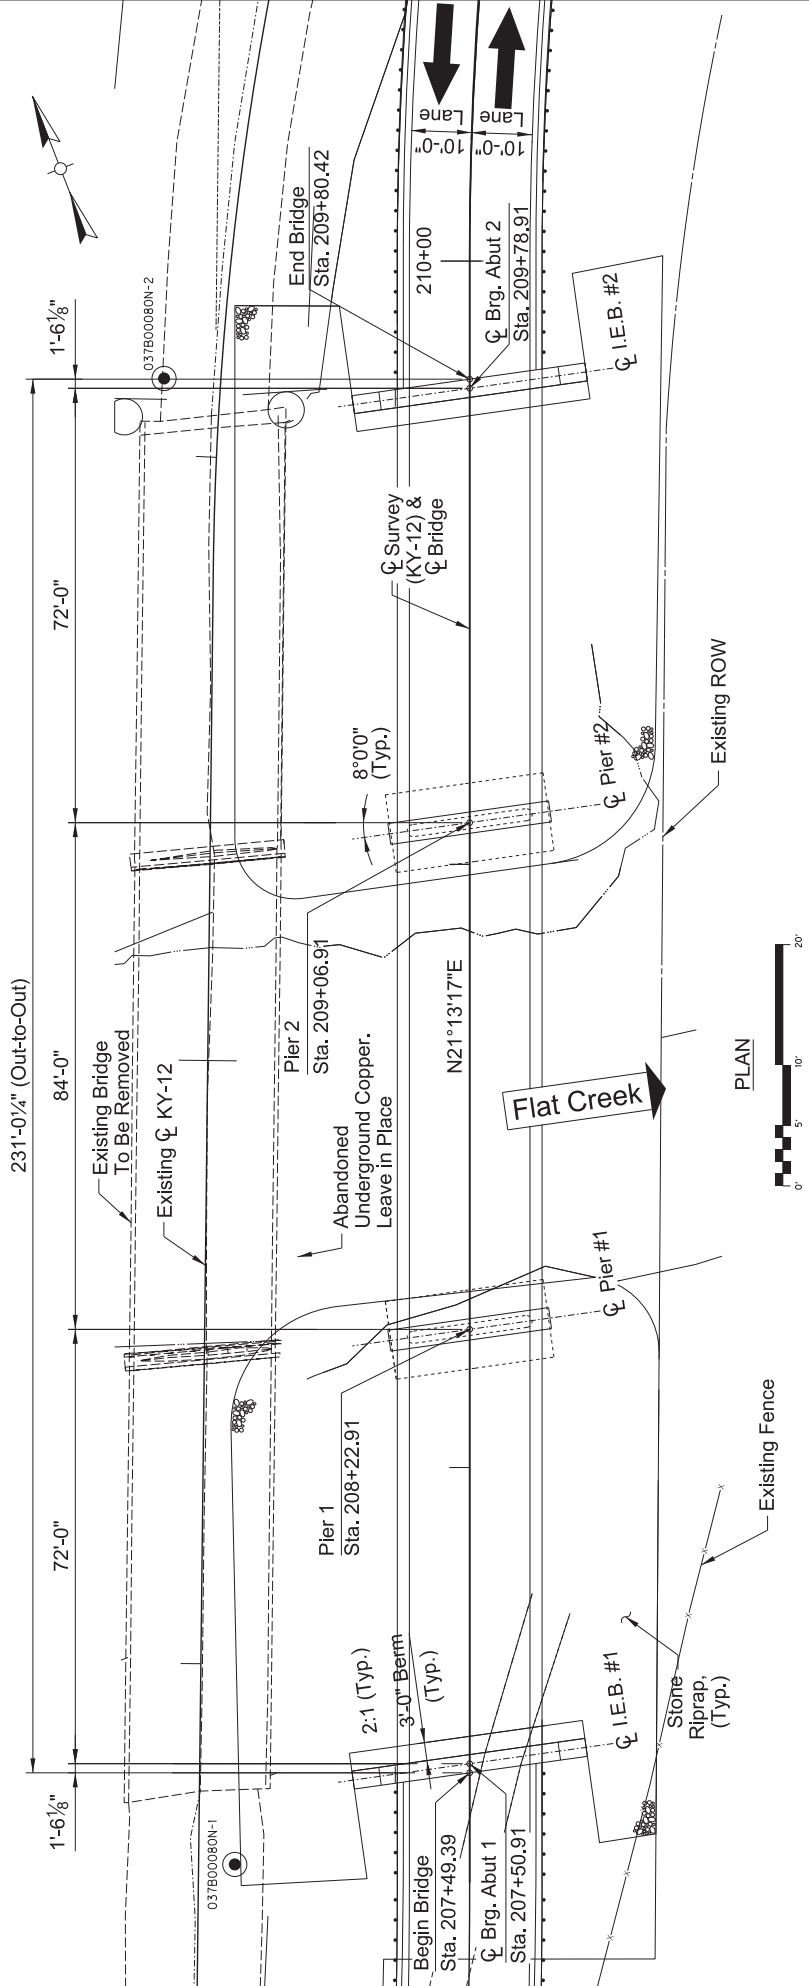 Lane
Lane
10'-0"
10'-0"
End Bridge
Sta. 209+80.42
210+00
℄ Brg. Abut 2
Sta. 209+78.91
037B00080N-2
1'-6⅛"
℄ I.E.B. #2
72'-0"
℄ Survey
(KY-12) &
℄ Bridge
8°0'0"
(Typ.)
℄ Pier #2
Existing ROW
231'-0¼" (Out-to-Out)
84'-0"
Existing Bridge
To Be Removed
Existing ℄ KY-12
Pier 2
Sta. 209+06.91
Abandoned
Underground Copper.
Leave in Place
N21°13'17"E
Flat Creek
PLAN
0'
5'
10'
20'
℄ Pier #1
Pier 1
Sta. 208+22.91
72'-0"
Existing Fence
2:1 (Typ.)
3'-0" Berm
(Typ.)
℄ I.E.B. #1
Stone
Riprap,
(Typ.)
1'-6⅛"
037B00080N-1
Begin Bridge
Sta. 207+49.39
℄ Brg. Abut 1
Sta. 207+50.91